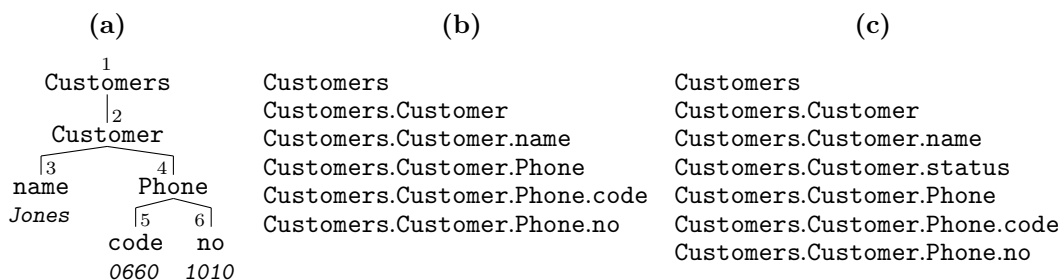 (a)
1
Customers
2
Customer
3 4
name Phone
Jones
5 6
code no
0660 1010
(b)
Customers
Customers.Customer
Customers.Customer.name
Customers.Customer.Phone
Customers.Customer.Phone.code
Customers.Customer.Phone.no
(c)
Customers
Customers.Customer
Customers.Customer.name
Customers.Customer.status
Customers.Customer.Phone
Customers.Customer.Phone.code
Customers.Customer.Phone.no